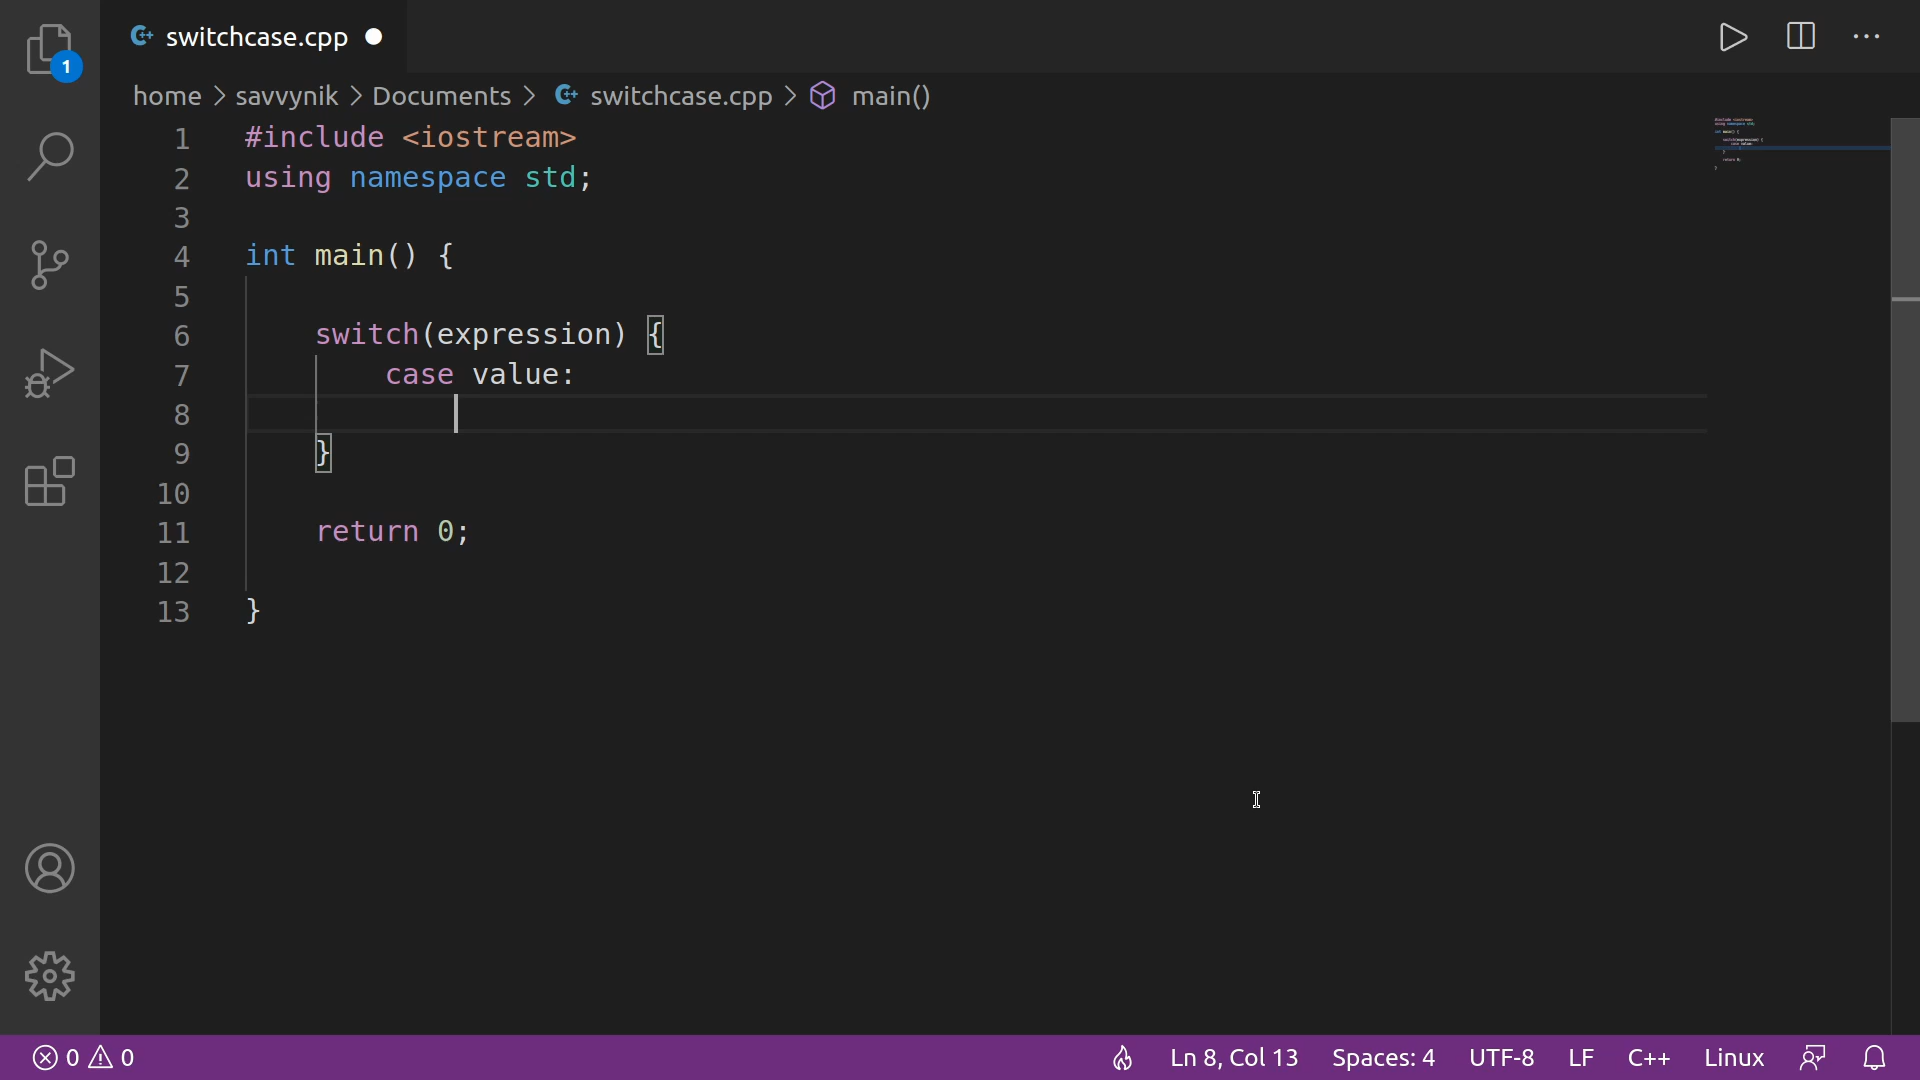 switchcase.cpp
1
home > savvynik > Documents > switchcase.cpp > main()
1 #include <iostream>
2 using namespace std;
3
4 int main() {
5
6 switch(expression) {
7 case value:
8
9 }
10
11 return 0;
12
13 }
0 0 Ln 8, Col 13 Spaces: 4 UTF-8 LF C++ Linux